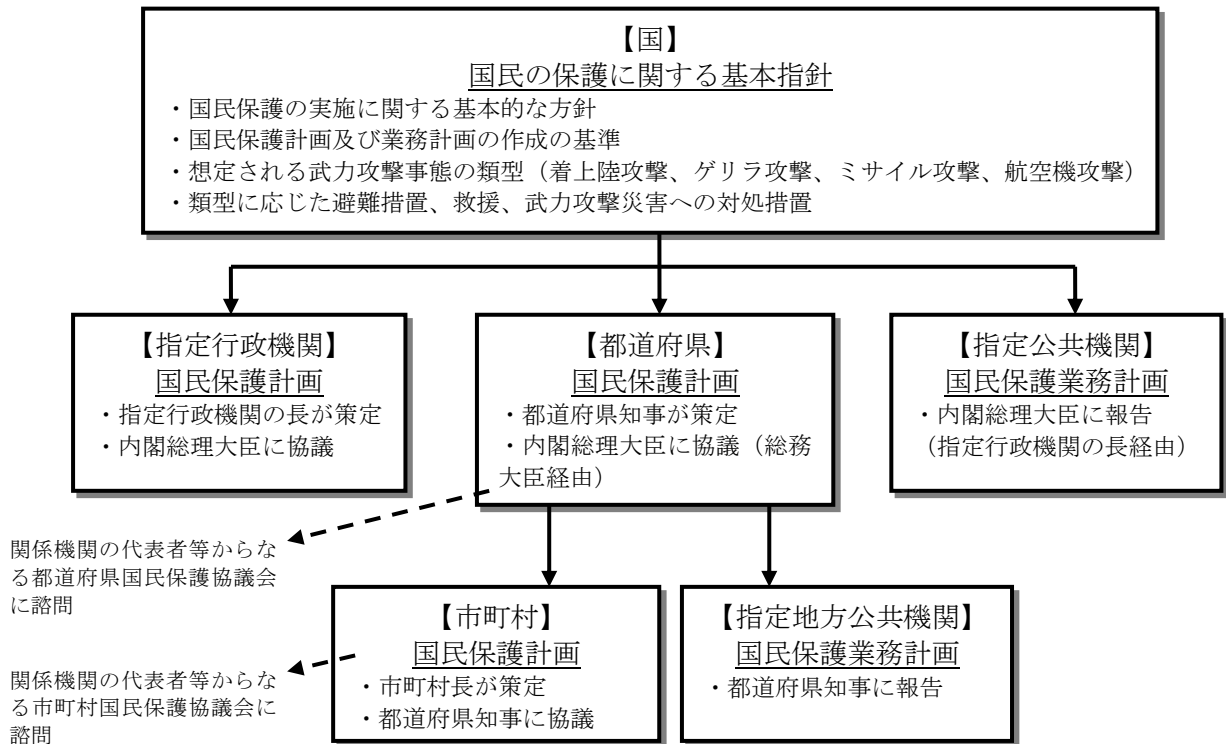 【国】
国民の保護に関する基本指針
・国民保護の実施に関する基本的な方針
・国民保護計画及び業務計画の作成の基準
・想定される武力攻撃事態の類型（着上陸攻撃、ゲリラ攻撃、ミサイル攻撃、航空機攻撃）
・類型に応じた避難措置、救援、武力攻撃災害への対処措置
【指定行政機関】
国民保護計画
・指定行政機関の長が策定
・内閣総理大臣に協議
【都道府県】
国民保護計画
・都道府県知事が策定
・内閣総理大臣に協議（総務
大臣経由）
【指定公共機関】
国民保護業務計画
・内閣総理大臣に報告
（指定行政機関の長経由）
関係機関の代表者等からな
る都道府県国民保護協議会
に諮問
【市町村】
国民保護計画
・市町村長が策定
・都道府県知事に協議
【指定地方公共機関】
国民保護業務計画
・都道府県知事に報告
関係機関の代表者等からな
る市町村国民保護協議会に
諮問